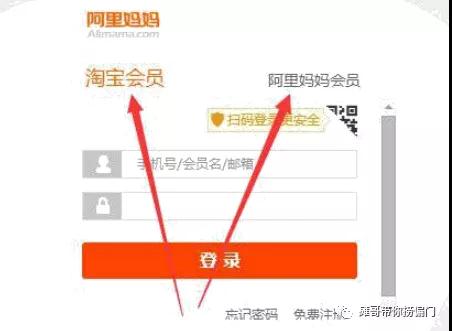 阿里妈妈
Alimama.com
淘宝会员 阿里妈妈会员
扫码登录更安全
手机号/会员名/邮箱
登录
忘记密码 免费注册
雍哥带你捞偏门